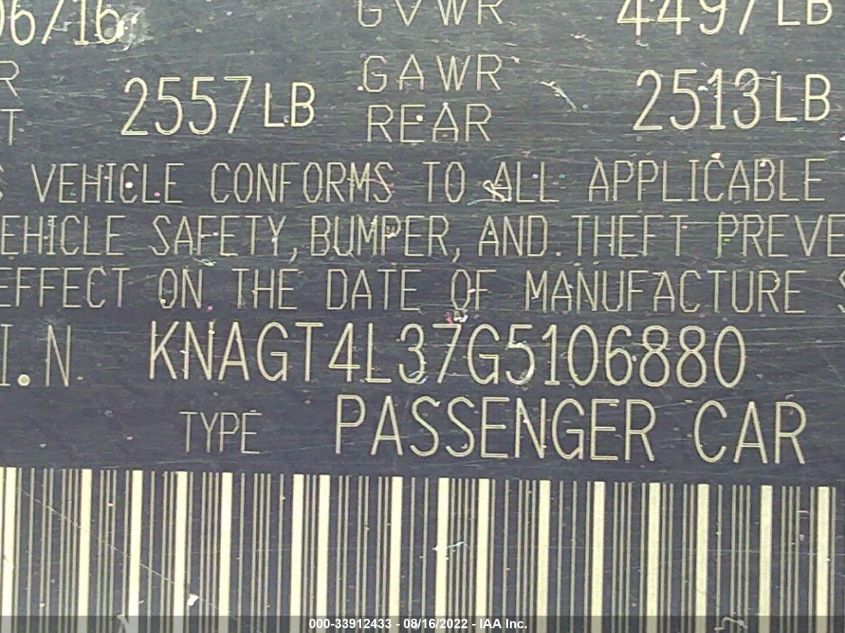 06/16 GVWR 4497LB
GAWR
2557LB REAR 2513LB
VEHICLE CONFORMS TO ALL APPLICABLE
EHICLE SAFETY, BUMPER, AND THEFT PREVE
EFFECT ON THE DATE OF MANUFACTURE S
I.N KNAGT4L37G5106880
TYPE PASSENGER CAR
000-33912433 - 08/16/2022 - IAA Inc.